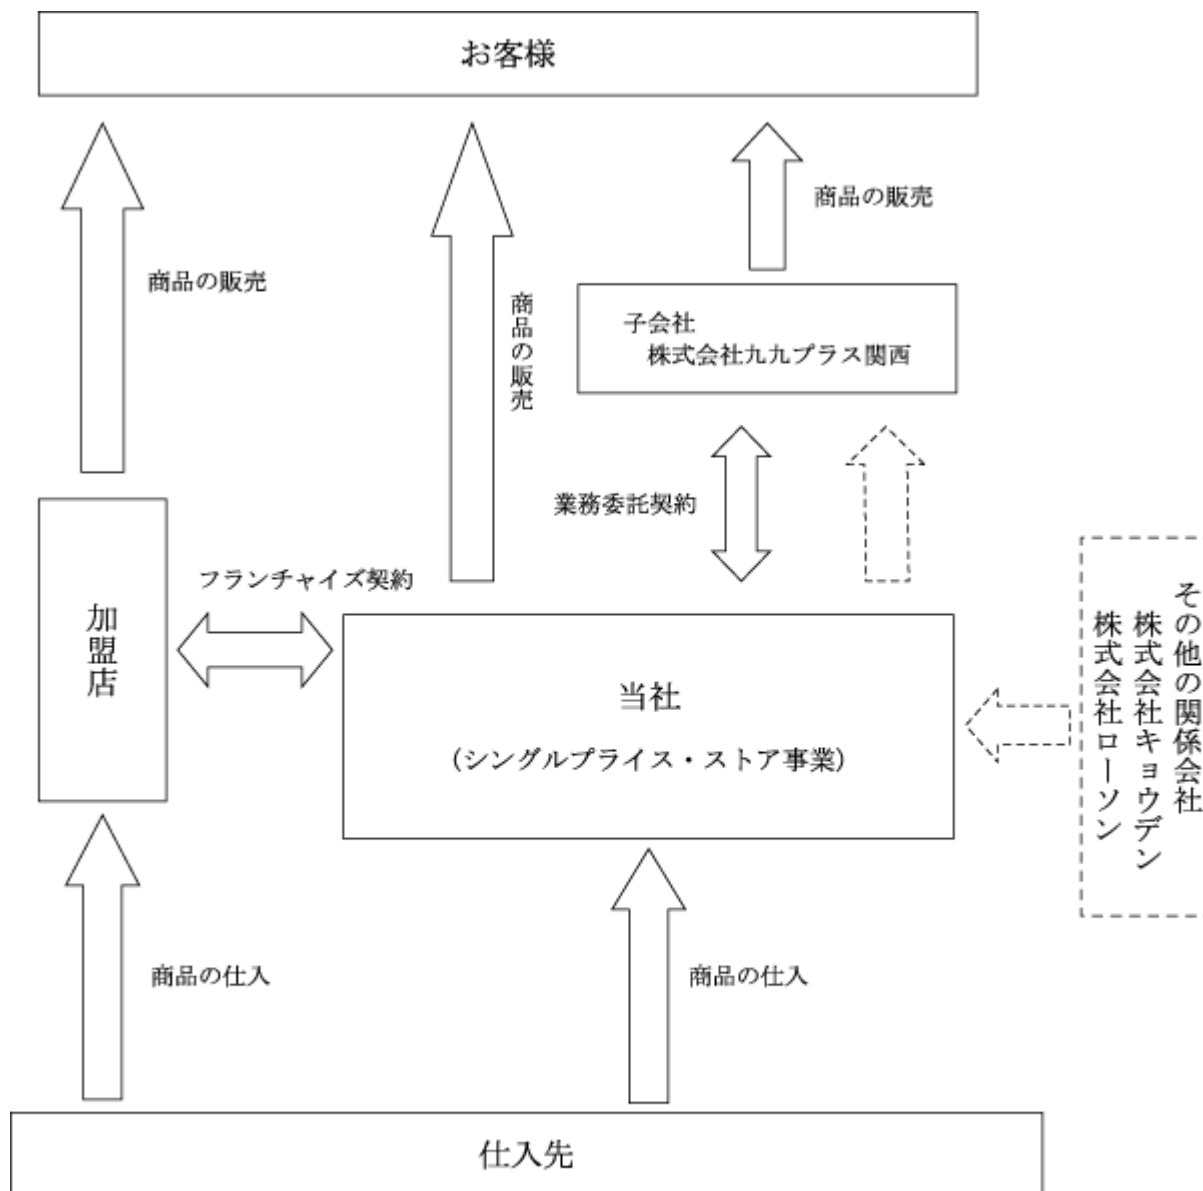 お客様
商品の販売
商品の販売
商品の販売
子会社
株式会社九九プラス関西
業務委託契約
フランチャイズ契約
加盟店
当社
(シングルプライス・ストア事業)
その他の関係会社
株式会社キョウデン
株式会社ローソン
商品の仕入
商品の仕入
仕入先